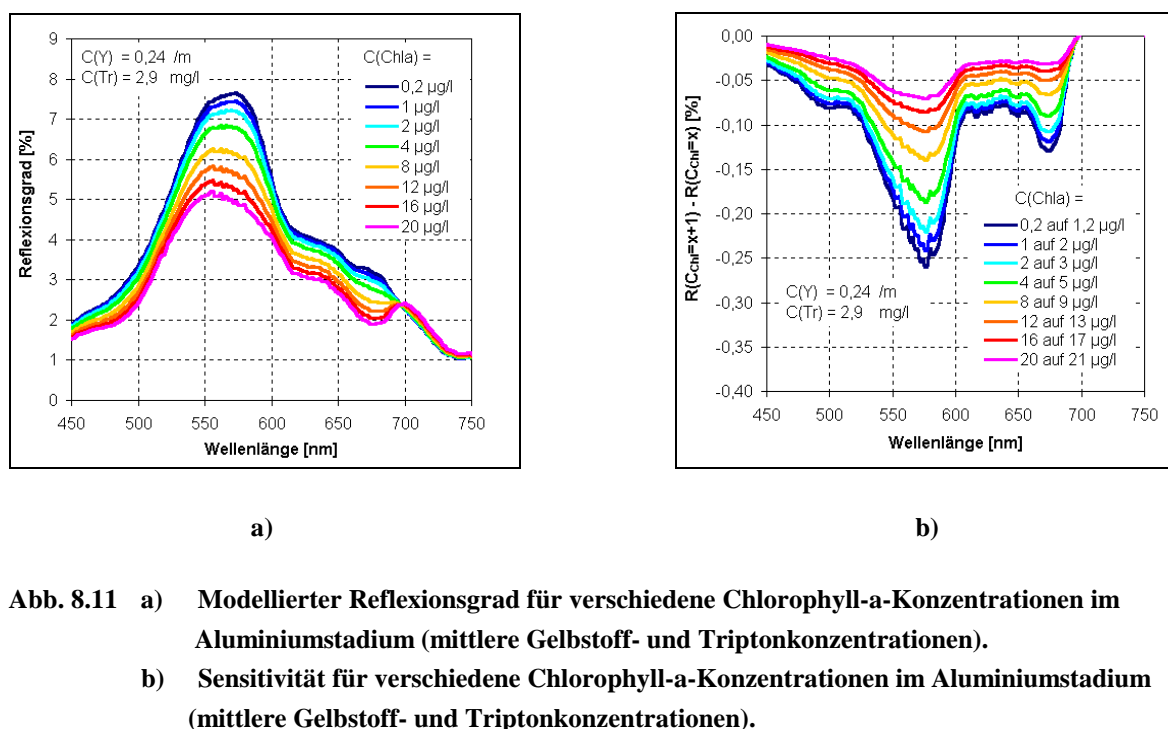 9
8
7
6
5
4
3
2
1
0
Reflexionsgrad [%]
C(Y) = 0,24 /m
C(Tr) = 2,9 mg/l
C(Chla) =
0,2 µg/l
1 µg/l
2 µg/l
4 µg/l
8 µg/l
12 µg/l
16 µg/l
20 µg/l
450 500 550 600 650 700 750
Wellenlänge [nm]
0,00
-0,05
-0,10
-0,15
-0,20
-0,25
-0,30
-0,35
-0,40
R(CChl=x+1) - R(CChl=x) [%]
C(Y) = 0,24 /m
C(Tr) = 2,9 mg/l
C(Chla) =
0,2 auf 1,2 µg/l
1 auf 2 µg/l
2 auf 3 µg/l
4 auf 5 µg/l
8 auf 9 µg/l
12 auf 13 µg/l
16 auf 17 µg/l
20 auf 21 µg/l
450 500 550 600 650 700 750
Wellenlänge [nm]
a) b)
Abb. 8.11 a) Modellierter Reflexionsgrad für verschiedene Chlorophyll-a-Konzentrationen im
Aluminiumstadium (mittlere Gelbstoff- und Triptonkonzentrationen).
b) Sensitivität für verschiedene Chlorophyll-a-Konzentrationen im Aluminiumstadium
(mittlere Gelbstoff- und Triptonkonzentrationen).